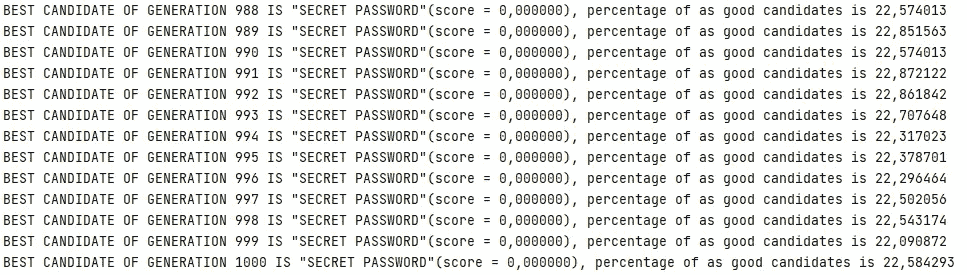 BEST CANDIDATE OF GENERATION 988 IS "SECRET PASSWORD"(score = 0,000000), percentage of as good candidates is 22,574013
BEST CANDIDATE OF GENERATION 989 IS "SECRET PASSWORD"(score = 0,000000), percentage of as good candidates is 22,851563
BEST CANDIDATE OF GENERATION 990 IS "SECRET PASSWORD"(score = 0,000000), percentage of as good candidates is 22,574013
BEST CANDIDATE OF GENERATION 991 IS "SECRET PASSWORD"(score = 0,000000), percentage of as good candidates is 22,872122
BEST CANDIDATE OF GENERATION 992 IS "SECRET PASSWORD"(score = 0,000000), percentage of as good candidates is 22,861842
BEST CANDIDATE OF GENERATION 993 IS "SECRET PASSWORD"(score = 0,000000), percentage of as good candidates is 22,707648
BEST CANDIDATE OF GENERATION 994 IS "SECRET PASSWORD"(score = 0,000000), percentage of as good candidates is 22,317023
BEST CANDIDATE OF GENERATION 995 IS "SECRET PASSWORD"(score = 0,000000), percentage of as good candidates is 22,378701
BEST CANDIDATE OF GENERATION 996 IS "SECRET PASSWORD"(score = 0,000000), percentage of as good candidates is 22,296464
BEST CANDIDATE OF GENERATION 997 IS "SECRET PASSWORD"(score = 0,000000), percentage of as good candidates is 22,502056
BEST CANDIDATE OF GENERATION 998 IS "SECRET PASSWORD"(score = 0,000000), percentage of as good candidates is 22,543174
BEST CANDIDATE OF GENERATION 999 IS "SECRET PASSWORD"(score = 0,000000), percentage of as good candidates is 22,090872
BEST CANDIDATE OF GENERATION 1000 IS "SECRET PASSWORD"(score = 0,000000), percentage of as good candidates is 22,584293